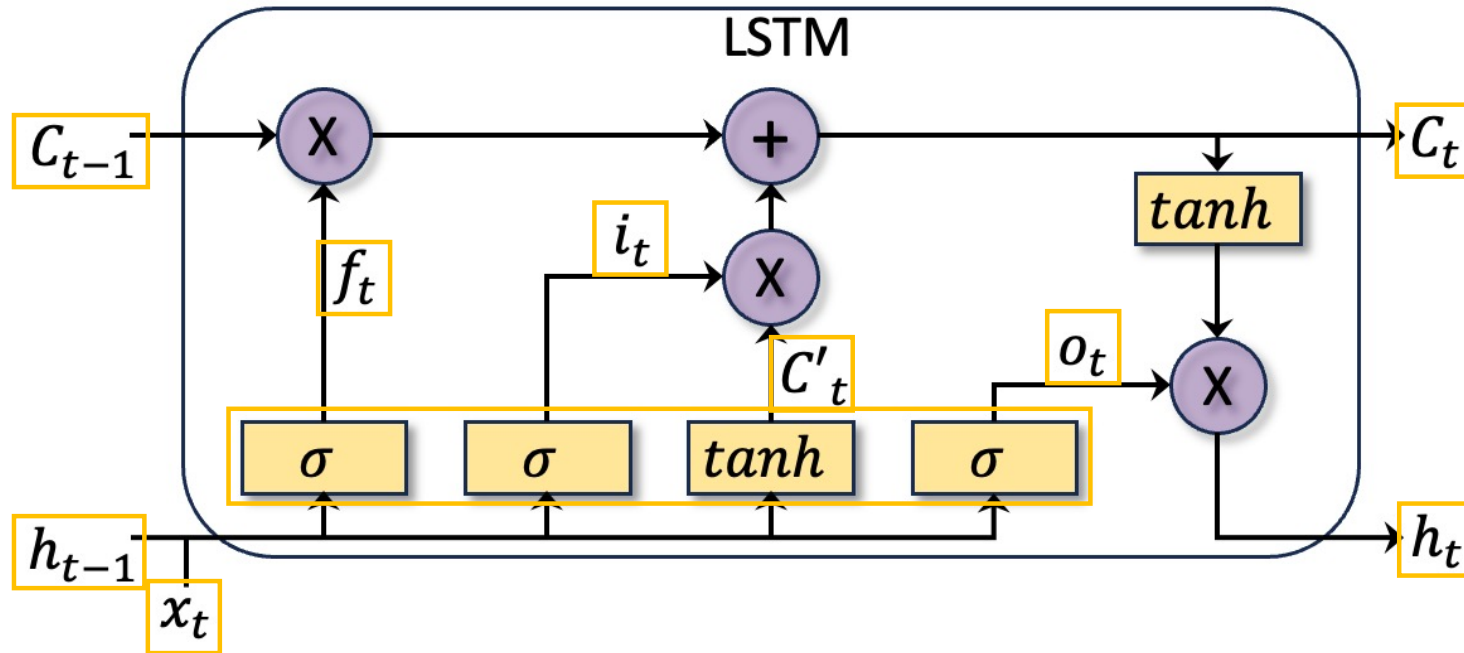 LSTM
C_{t-1}
X
+
C_t
tanh
i_t
f_t
X
o_t
C'_t
X
σ
σ
tanh
σ
h_{t-1}
h_t
x_t